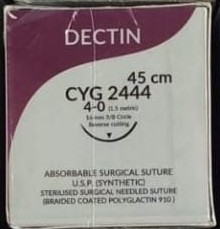 DECTIN
45 cm
CYG 2444
4-0 (1.5 metric)
16 mm 3/8 Circle
Reverse cutting
ABSORBABLE SURGICAL SUTURE
U.S.P. (SYNTHETIC)
STERILISED SURGICAL NEEDLED SUTURE
(BRAIDED COATED POLYGLACTIN 910)